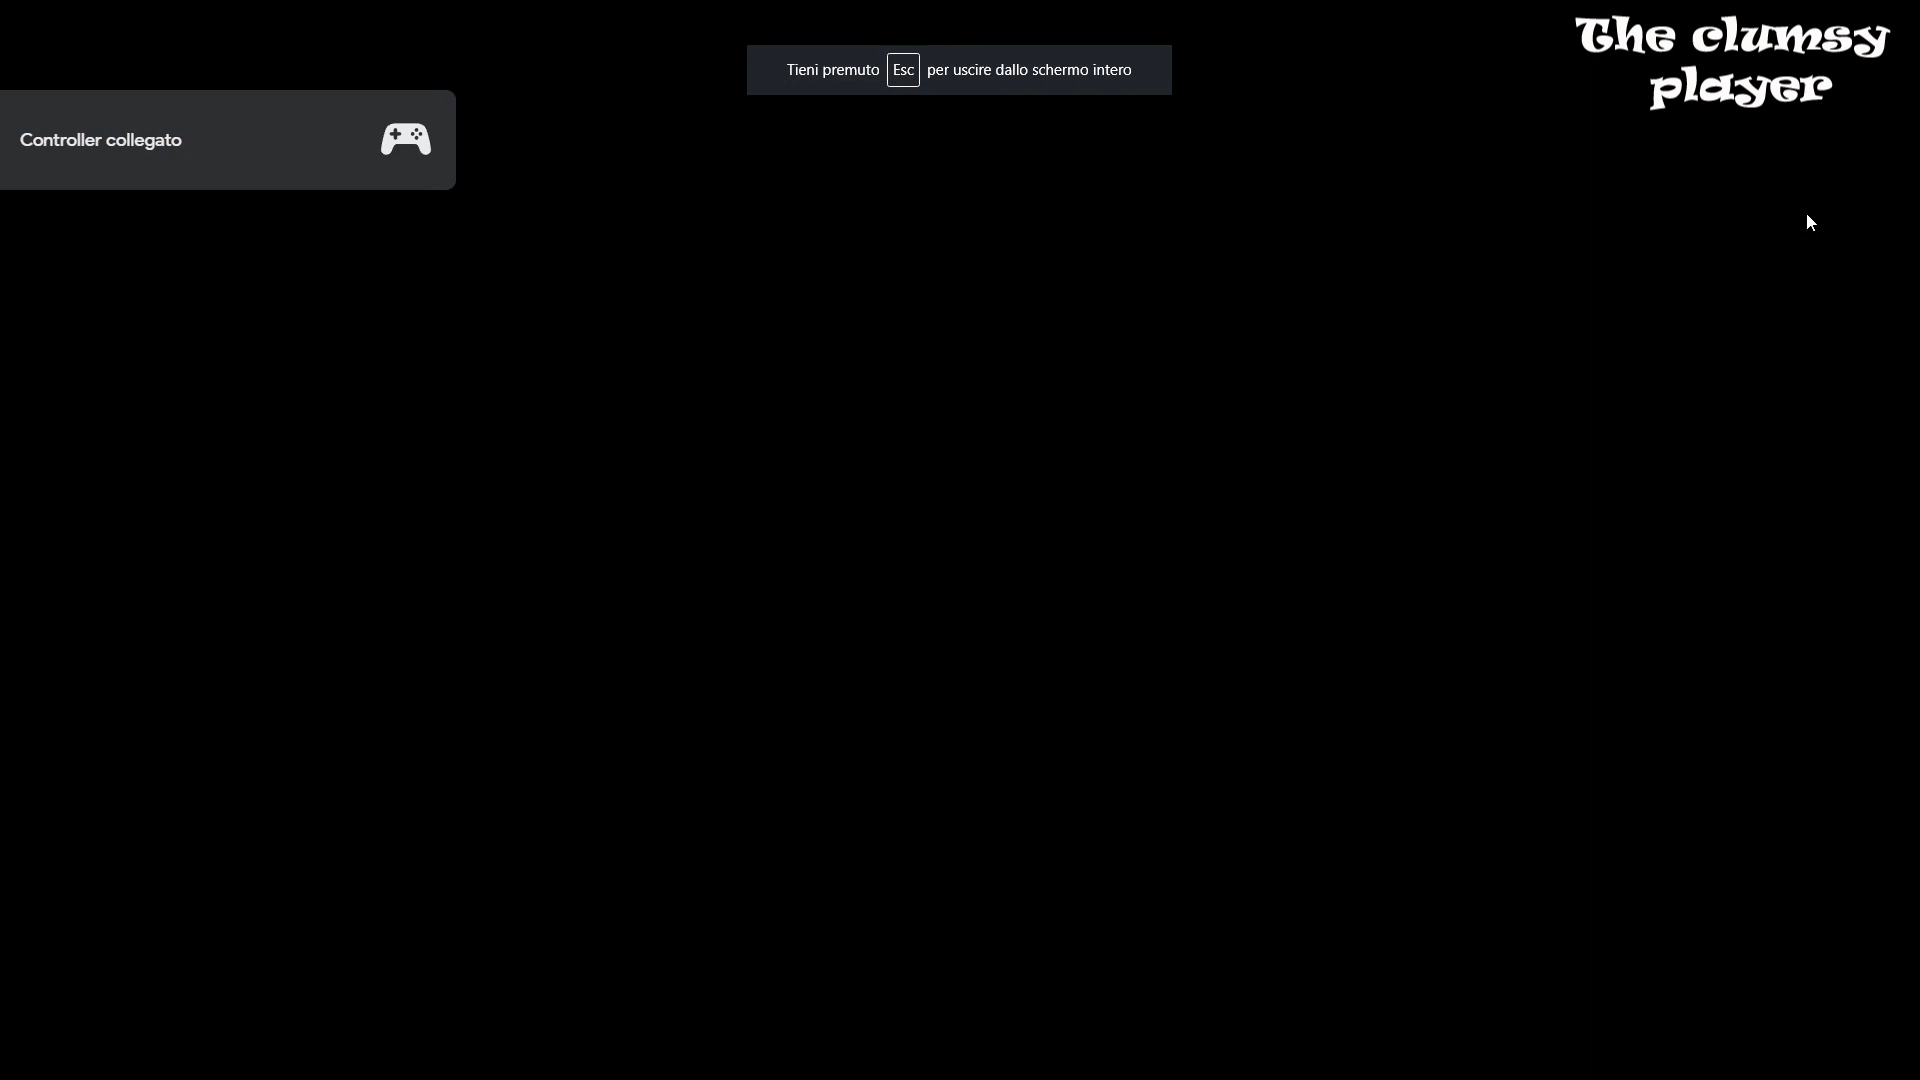 The clumsy
player
Tieni premuto Esc per uscire dallo schermo intero
Controller collegato